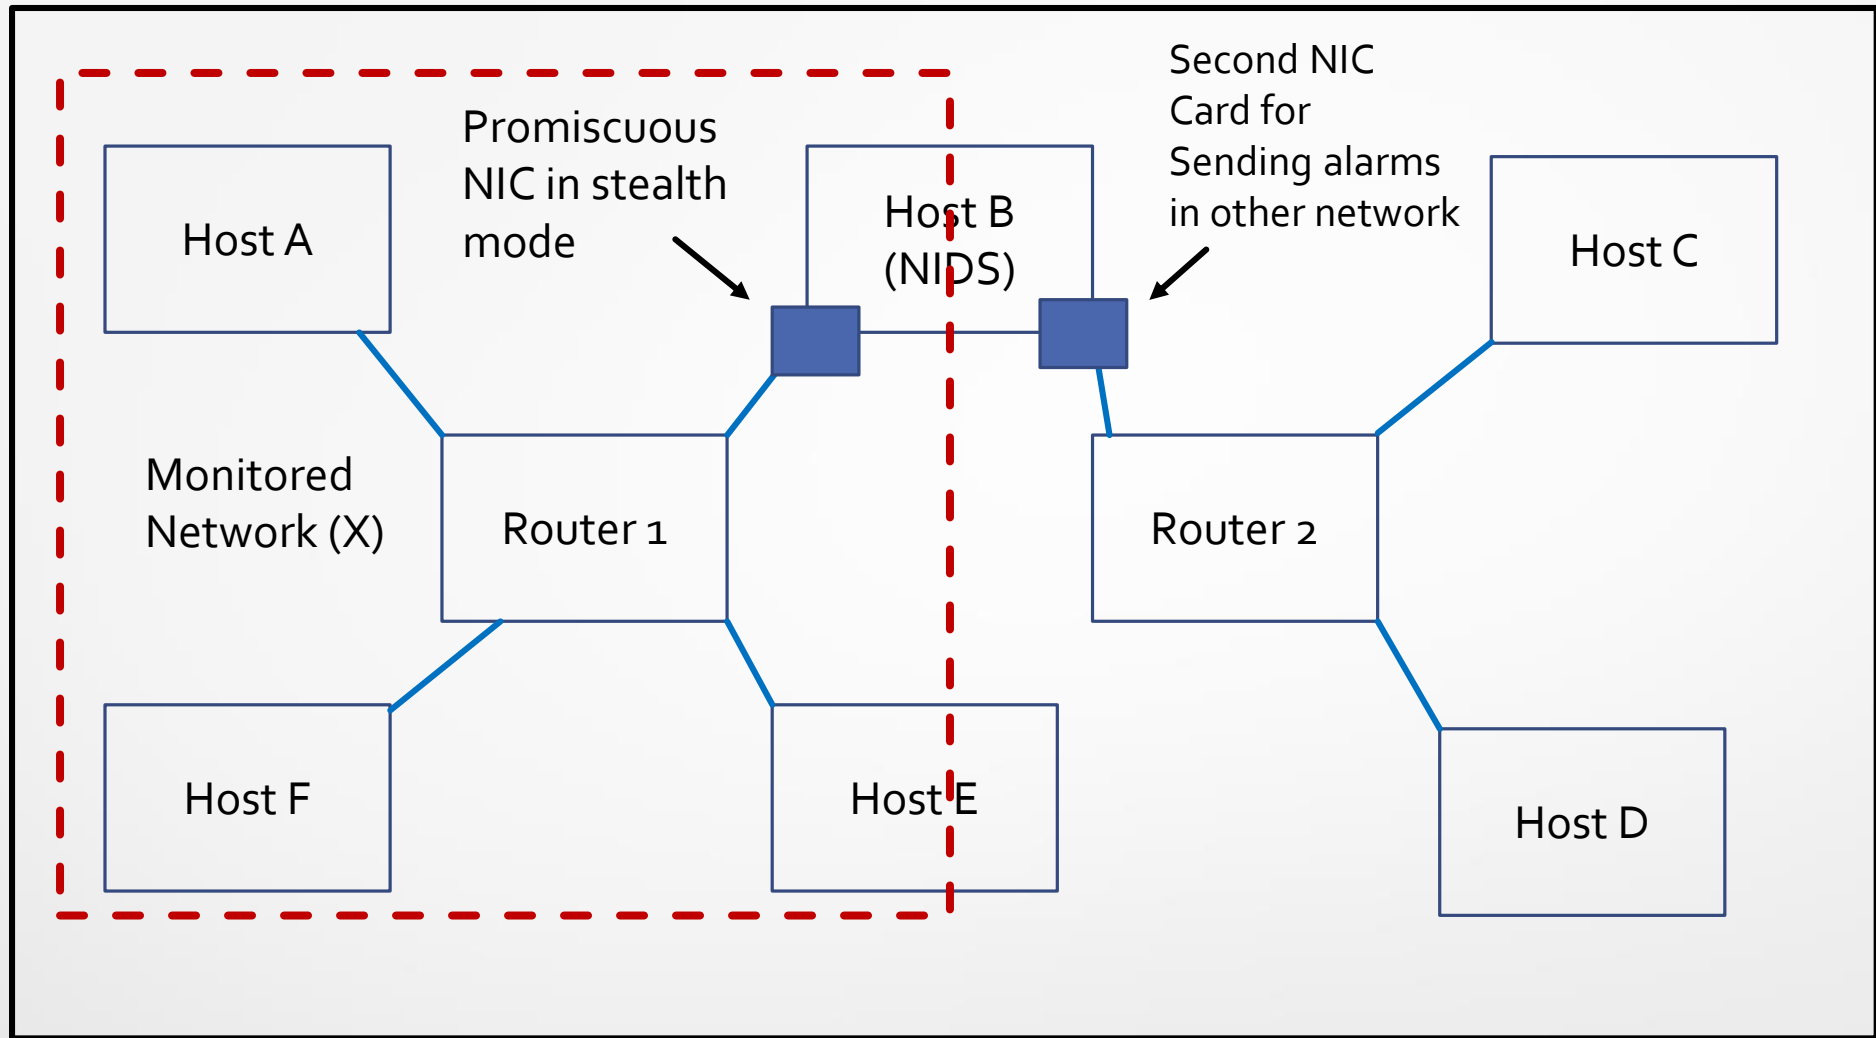 Second NIC
Card for
Sending alarms
in other network
Promiscuous
NIC in stealth
mode
Host A
Host B
(NIDS)
Host C
Monitored
Network (X)
Router 1
Router 2
Host F
Host E
Host D